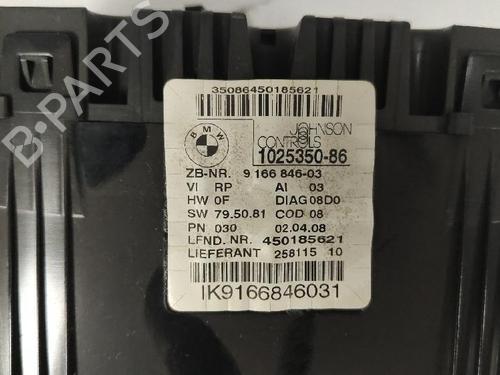 35086450185621
BMW
JOHNSON
CONTROLS
1025350-86
ZB-NR. 9 166 846-03
VI RP AI 03
HW 0F DIAG 08D0
SW 79.50.81 COD 08
PN 030 02.04.08
LFND. NR. 450185621
LIEFERANT 258115 10
IK9166846031
B-PARTS